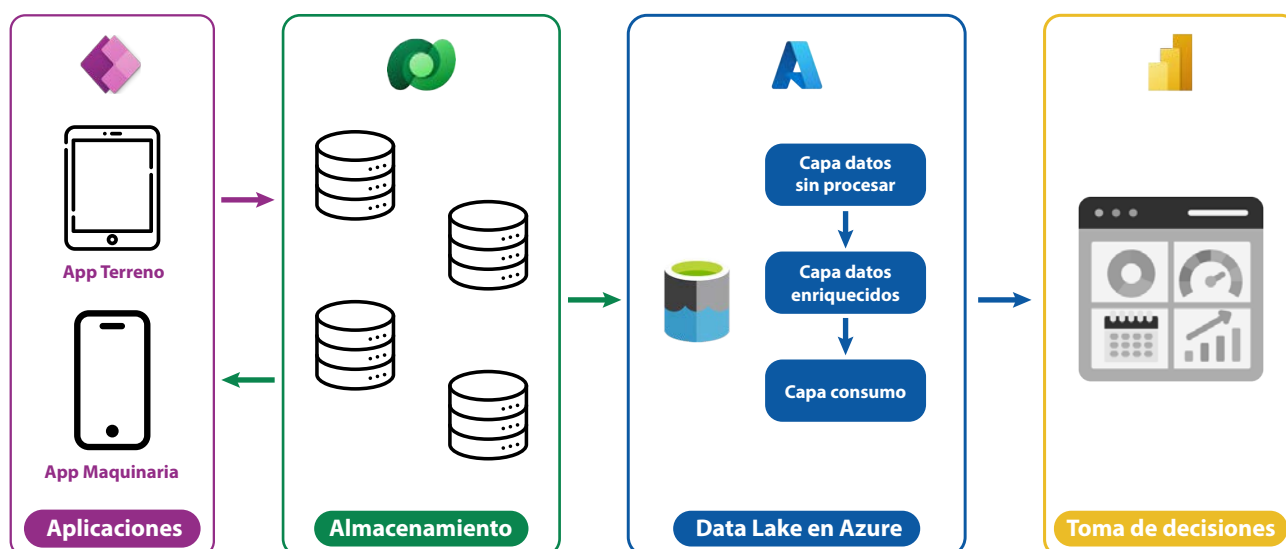 App Terreno
App Maquinaria
Aplicaciones
Almacenamiento
Capa datos
sin procesar
Capa datos
enriquecidos
Capa consumo
Data Lake en Azure
Toma de decisiones